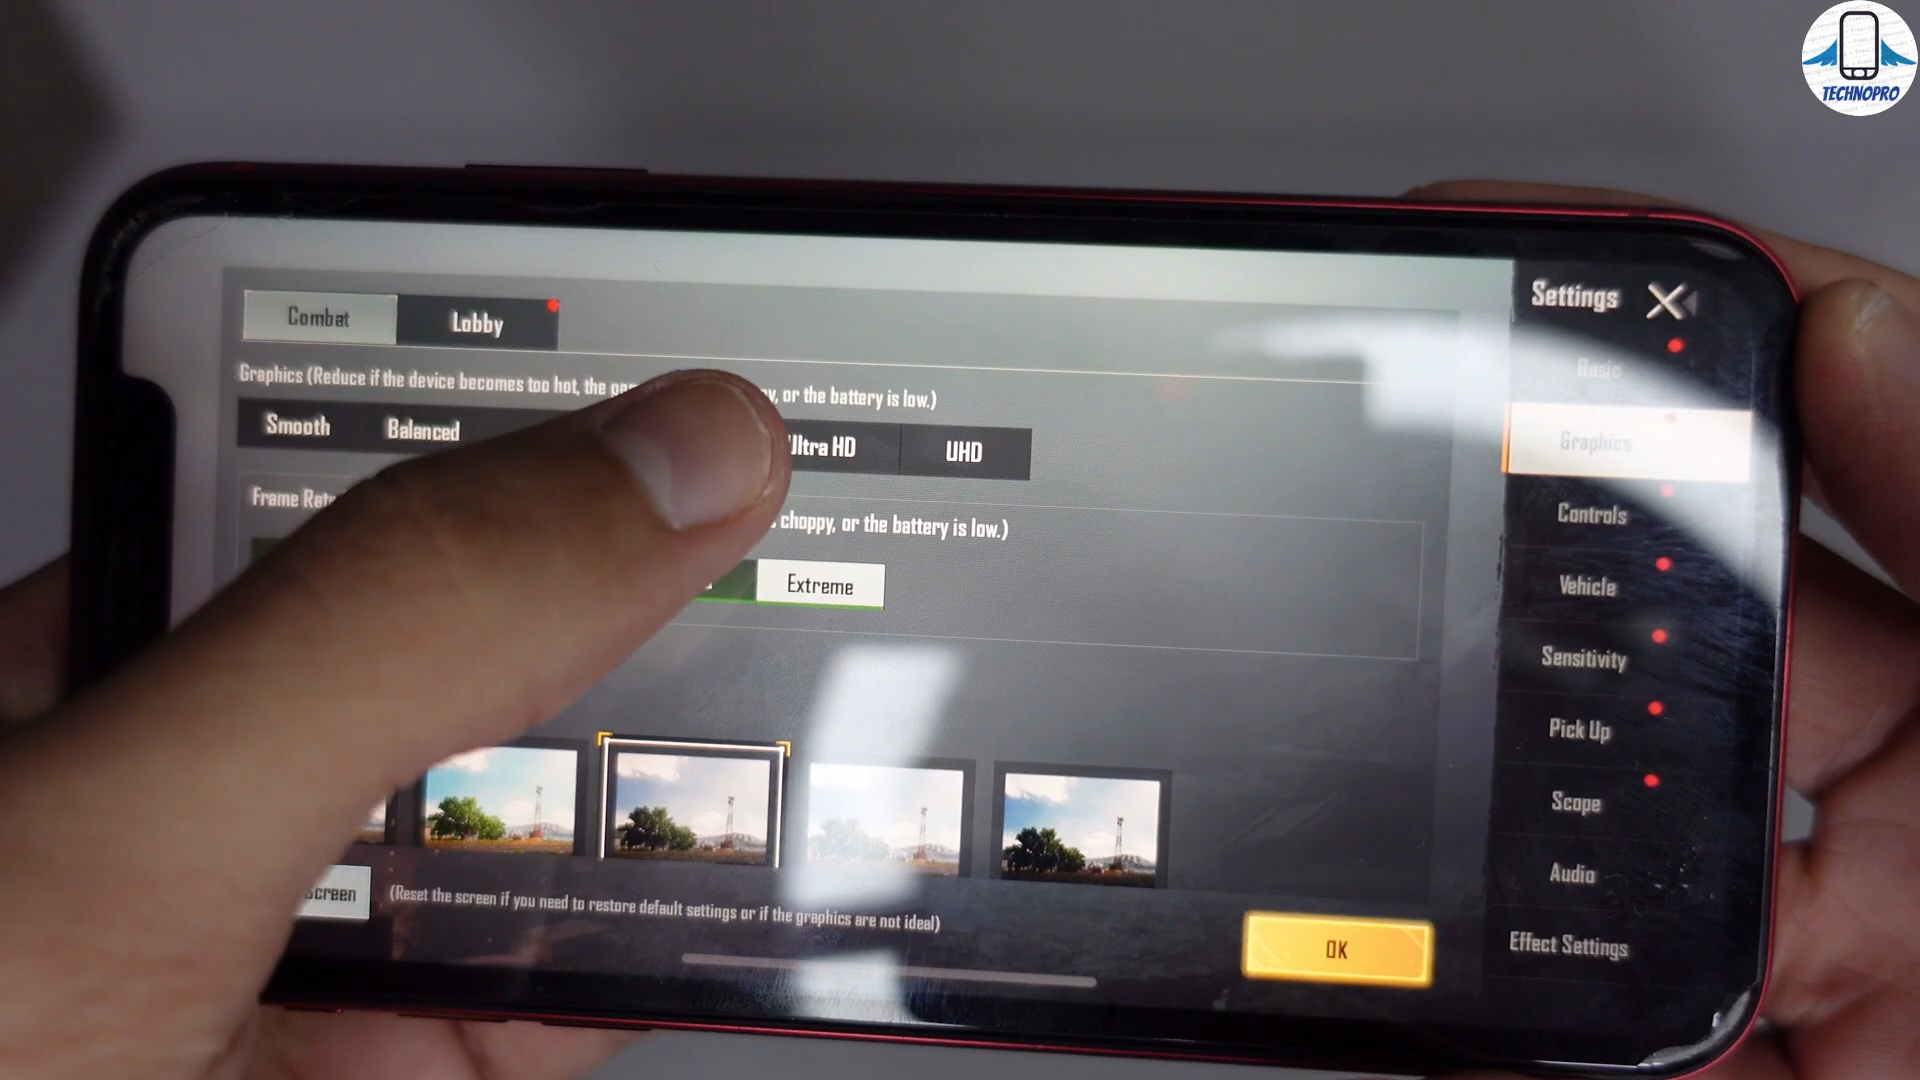 TECHNOPRO
Settings
Combat
Lobby
Graphics (Reduce if the device becomes too hot, the
, or the battery is low.)
Smooth
Balanced
Ultra HD
UHD
Frame
choppy, or the battery is low.)
Extreme
Screen
(Reset the screen if you need to restore default settings or if the graphics are not ideal)
OK
Basic
Graphics
Controls
Vehicle
Sensitivity
Pick Up
Scope
Audio
Effect Settings